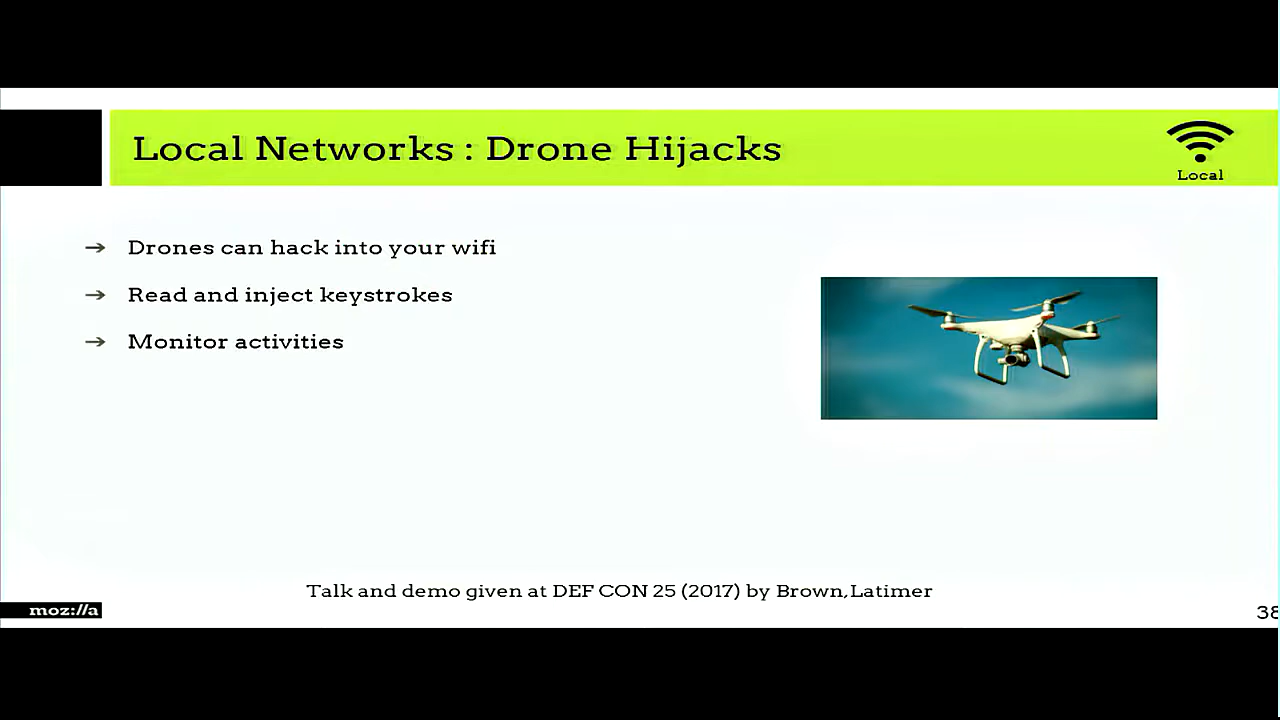 Local Networks : Drone Hijacks
Local
→ Drones can hack into your wifi
→ Read and inject keystrokes
→ Monitor activities
Talk and demo given at DEF CON 25 (2017) by Brown,Latimer
moz://a
38